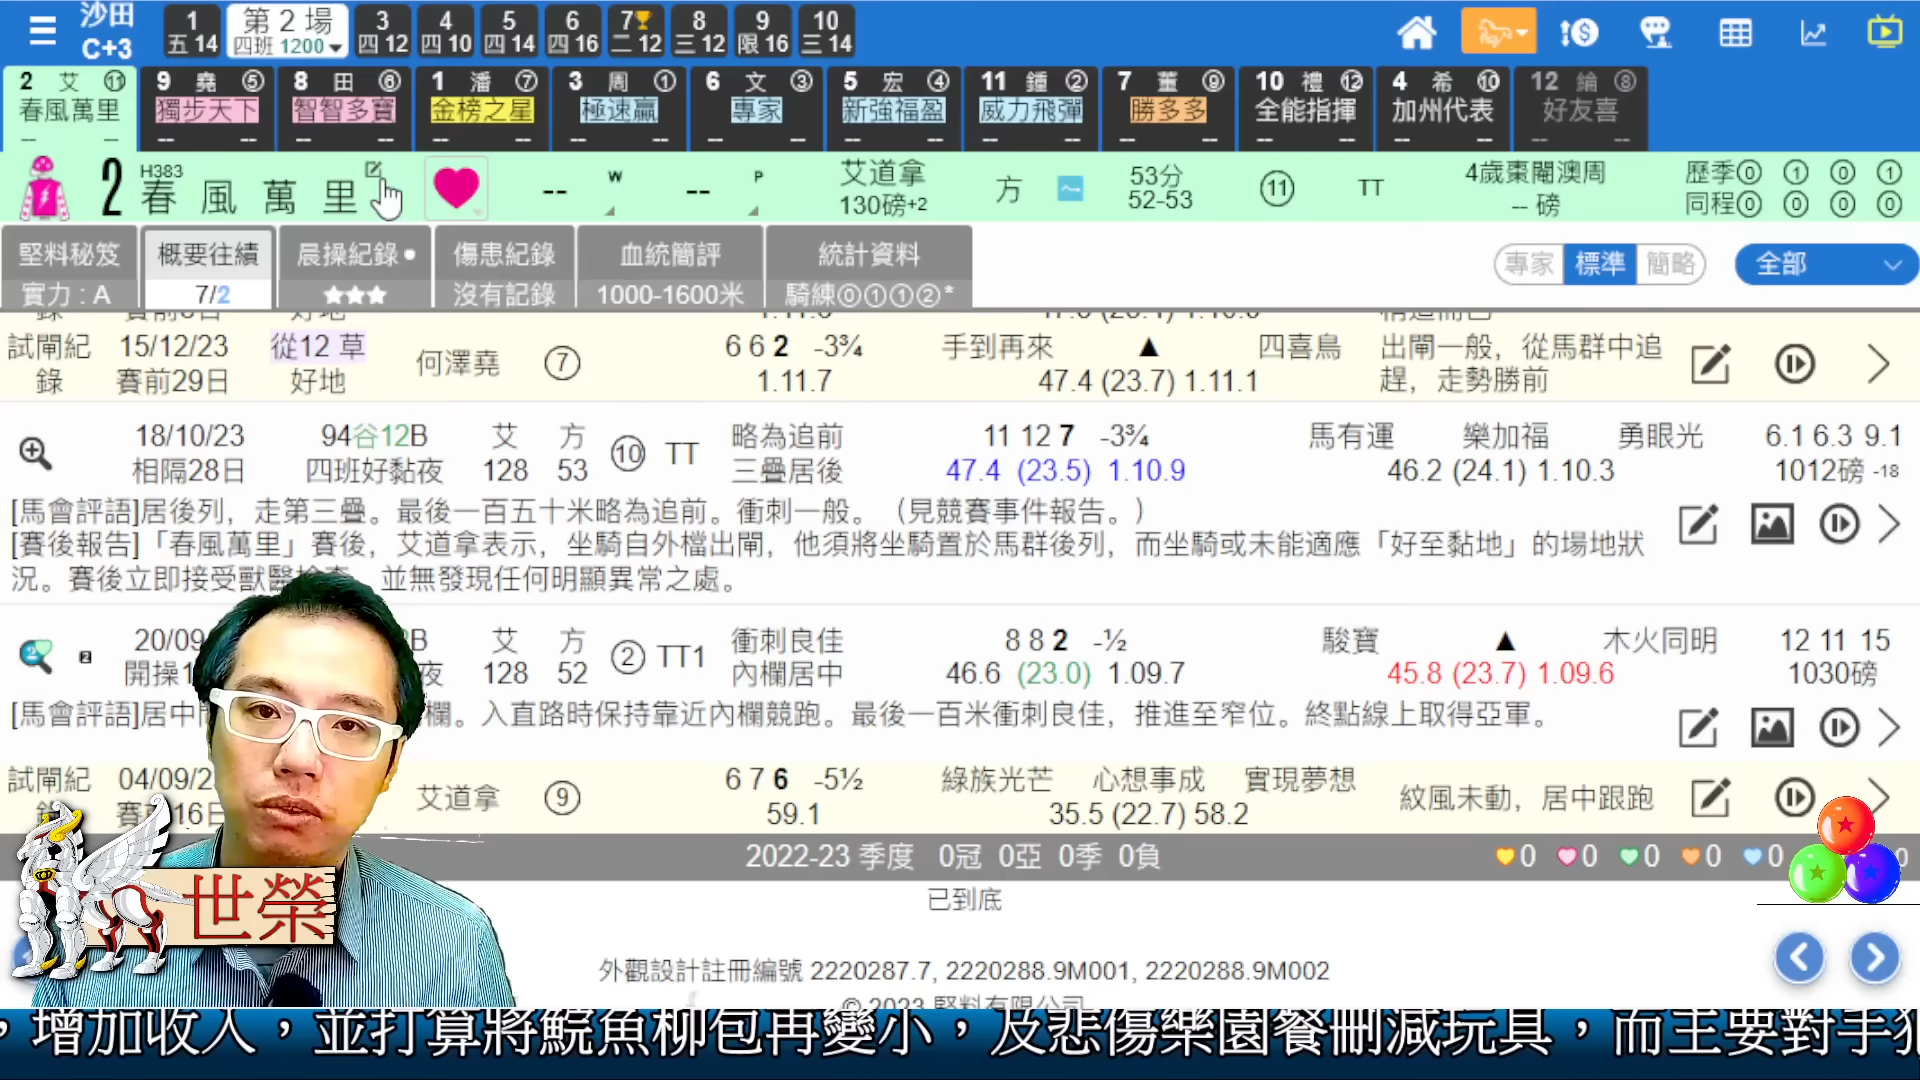 沙田
C+3
1
五 14
第 2 場
四班 1200
3
四 12
4
四 10
5
四 14
6
四 16
7
二 12
8
三 12
9
限 16
10
三 14
2 艾 ⑪
春風萬里
-- --
9 堯 ⑤
獨步天下
-- --
8 田 ⑥
智智多寶
-- --
1 潘 ⑦
金榜之星
-- --
3 周 ①
極速贏
-- --
6 文 ③
專家
-- --
5 宏 ④
新強福盈
-- --
11 鍾 ②
威力飛彈
-- --
7 董 ⑨
勝多多
-- --
10 禮 ⑫
全能指揮
-- --
4 希 ⑩
加州代表
-- --
12 綸 ⑧
好友喜
2 H383 春風萬里
-- W -- P
艾道拿
130磅+2
方
53分
52-53
⑪
TT
4歲棗閹澳周
-- 磅
歷季⓪ ① ⓪ ①
同程⓪ ⓪ ⓪ ⓪
堅料秘笈
實力 : A
概要往績
7/2
晨操紀錄
★★★
傷患紀錄
沒有記錄
血統簡評
1000-1600米
統計資料
騎練⓪①①②*
專家 標準 簡略
全部
試閘紀錄 15/12/23 從12 草 何澤堯 ⑦ 6 6 2 -3¾ 手到再來 ▲ 四喜鳥 出閘一般，從馬群中追趕，走勢勝前
賽前29日 好地 1.11.7 47.4 (23.7) 1.11.1
18/10/23 94谷12B 艾 方 ⑩ TT 略為追前 11 12 7 -3¾ 馬有運 樂加福 勇眼光 6.1 6.3 9.1
相隔28日 四班好黏夜 128 53 三疊居後 47.4 (23.5) 1.10.9 46.2 (24.1) 1.10.3 1012磅 -18
[馬會評語]居後列，走第三疊。最後一百五十米略為追前。衝刺一般。（見競賽事件報告。）
[賽後報告]「春風萬里」賽後，艾道拿表示，坐騎自外檔出閘，他須將坐騎置於馬群後列，而坐騎或未能適應「好至黏地」的場地狀
況。賽後立即接受獸醫 並無發現任何明顯異常之處。
2 20/09 B 艾 方 ② TT1 衝刺良佳 8 8 2 -½ 駿寶 ▲ 木火同明 12 11 15
開操1 夜 128 52 內欄居中 46.6 (23.0) 1.09.7 45.8 (23.7) 1.09.6 1030磅
[馬會評語]居中 欄。入直路時保持靠近內欄競跑。最後一百米衝刺良佳，推進至窄位。終點線上取得亞軍。
試閘紀 04/09/2 艾道拿 ⑨ 6 7 6 -5½ 綠族光芒 心想事成 實現夢想 紋風未動，居中跟跑
16日 59.1 35.5 (22.7) 58.2
2022-23 季度 0冠 0亞 0季 0負
0 0 0 0 0 0
已到底
世榮
外觀設計註冊編號 2220287.7, 2220288.9M001, 2220288.9M002
© 2023 堅料有限公司
，增加收入，並打算將鯇魚柳包再變小，及悲傷樂園餐刪減玩具，而主要對手